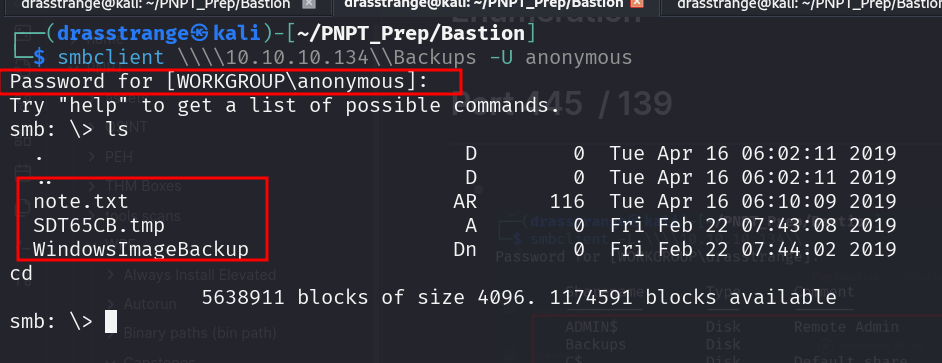 drasstrange@kali: ~/PNPT_Prep/Bastion drasstrange@kali: ~/PNPT_Prep/Bastion drasstrange@kali: ~/PNPT_Prep/Bastion
Enumeration
┌──(drasstrange㉿kali)-[~/PNPT_Prep/Bastion]
└─$ smbclient \\\\10.10.10.134\\Backups -U anonymous
Password for [WORKGROUP\anonymous]:
Port 445 / 139
Try "help" to get a list of possible commands.
smb: \> ls
  .                                   D        0  Tue Apr 16 06:02:11 2019
> PEH
  ..                                  D        0  Tue Apr 16 06:02:11 2019
> THM Boxes
  note.txt                           AR      116  Tue Apr 16 06:10:09 2019
  SDT65CB.tmp                         A        0  Fri Feb 22 07:43:08 2019
  WindowsImageBackup                 Dn        0  Fri Feb 22 07:44:02 2019
Password for [WORKGROUP\drasstrange]:
cd
> Always Install Elevated
                5638911 blocks of size 4096. 1174591 blocks available
> Autorun
Type Comment
smb: \>
> Binary paths (bin path)
ADMIN$ Disk Remote Admin
Backups Disk
C$ Disk Default share